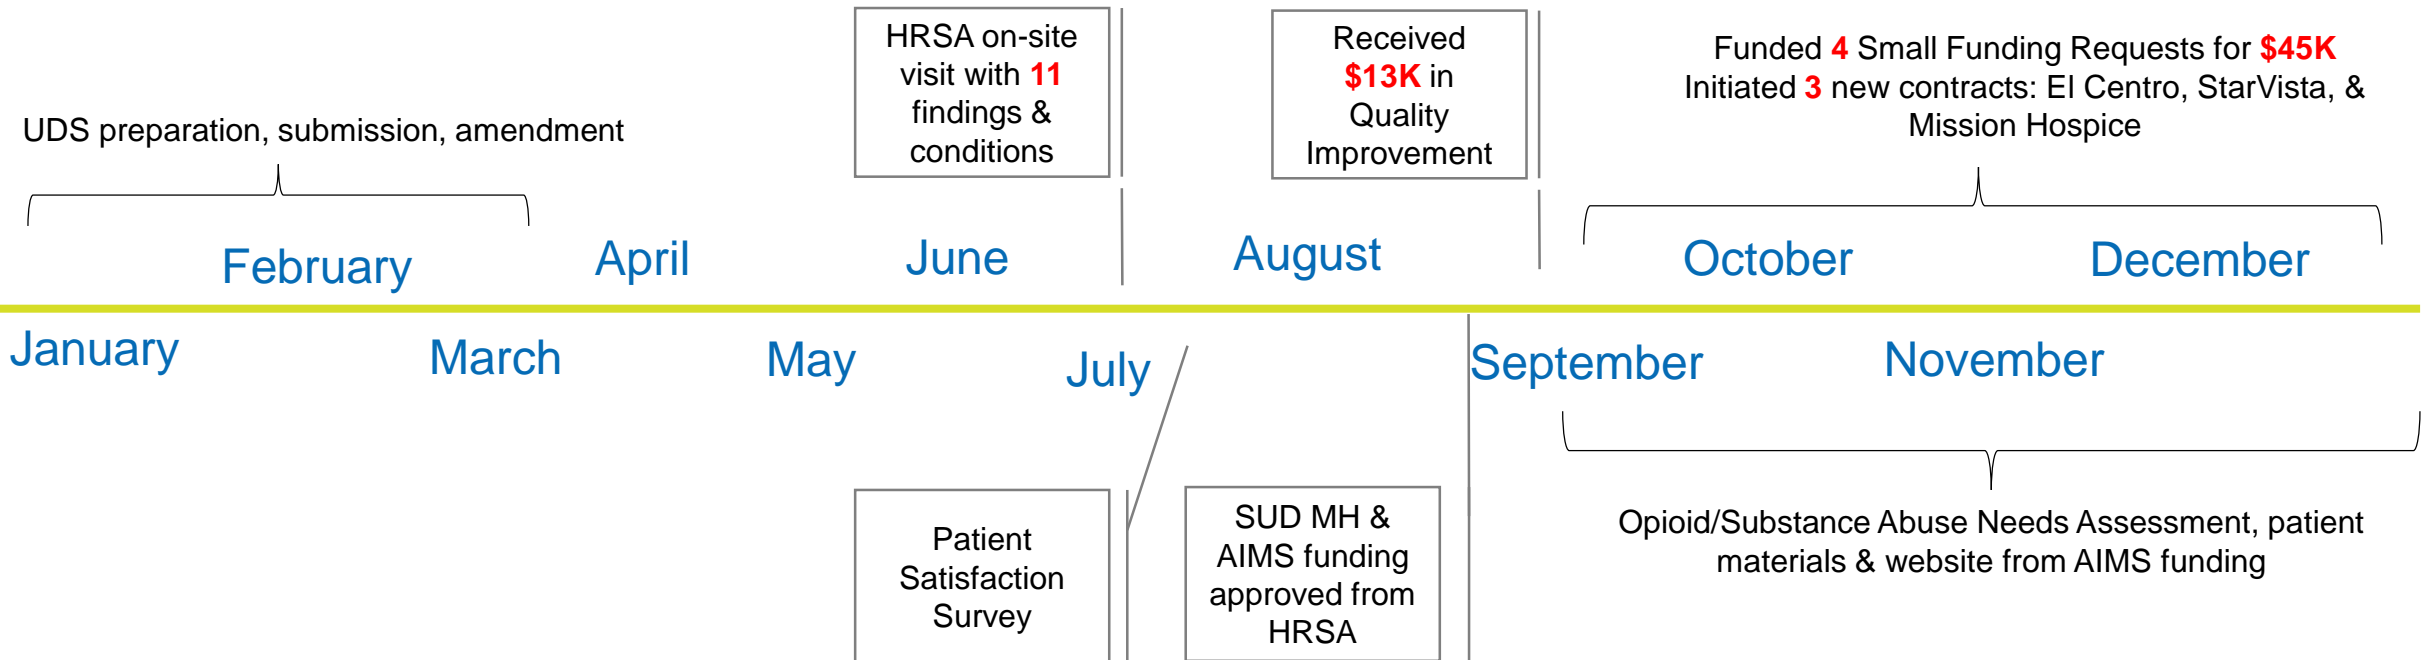 UDS preparation, submission, amendment
HRSA on-site
visit with 11
findings &
conditions
Received
$13K in
Quality
Improvement
Funded 4 Small Funding Requests for $45K
Initiated 3 new contracts: El Centro, StarVista, &
Mission Hospice
February
April
June
August
October
December
January
March
May
July
September
November
Patient
Satisfaction
Survey
SUD MH &
AIMS funding
approved from
HRSA
Opioid/Substance Abuse Needs Assessment, patient
materials & website from AIMS funding